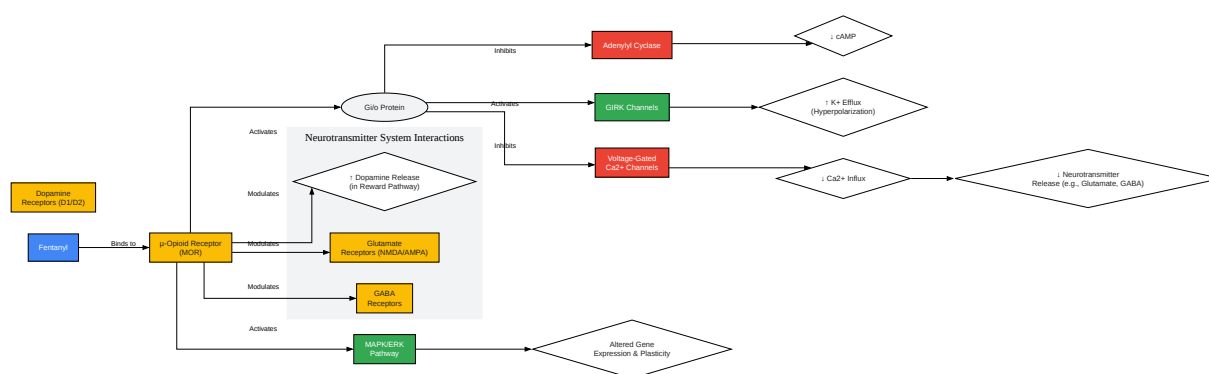 Inhibits
Adenylyl Cyclase
↓ cAMP
Gi/o Protein
Activates
GIRK Channels
↑ K+ Efflux
(Hyperpolarization)
Activates
Neurotransmitter System Interactions
Inhibits
Voltage-Gated
Ca2+ Channels
↓ Ca2+ Influx
↓ Neurotransmitter
Release (e.g., Glutamate, GABA)
↑ Dopamine Release
(in Reward Pathway)
Modulates
Dopamine
Receptors (D1/D2)
Fentanyl
Binds to
μ-Opioid Receptor
(MOR)
Modulates
Glutamate
Receptors (NMDA/AMPA)
Modulates
GABA
Receptors
Activates
MAPK/ERK
Pathway
Altered Gene
Expression & Plasticity